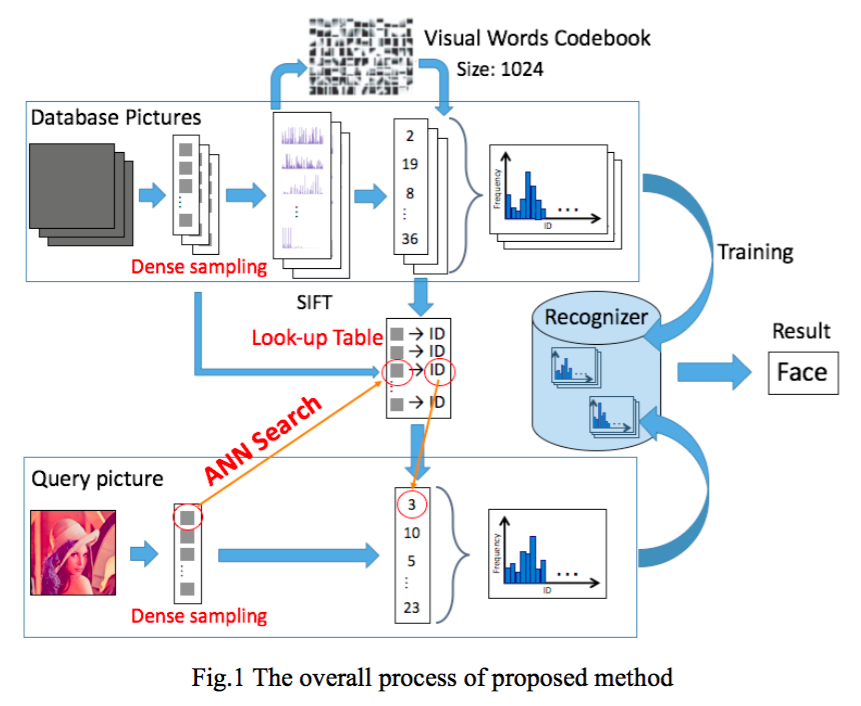 Visual Words Codebook
Size: 1024
Database Pictures
2
19
8
⋮
36
Frequency
ID
...
Dense sampling
SIFT
Training
Look-up Table
→ ID
→ ID
→ ID
⋮
→ ID
Recognizer
Result
Face
ANN Search
Query picture
3
10
5
⋮
23
Frequency
ID
...
Dense sampling
Fig.1 The overall process of proposed method